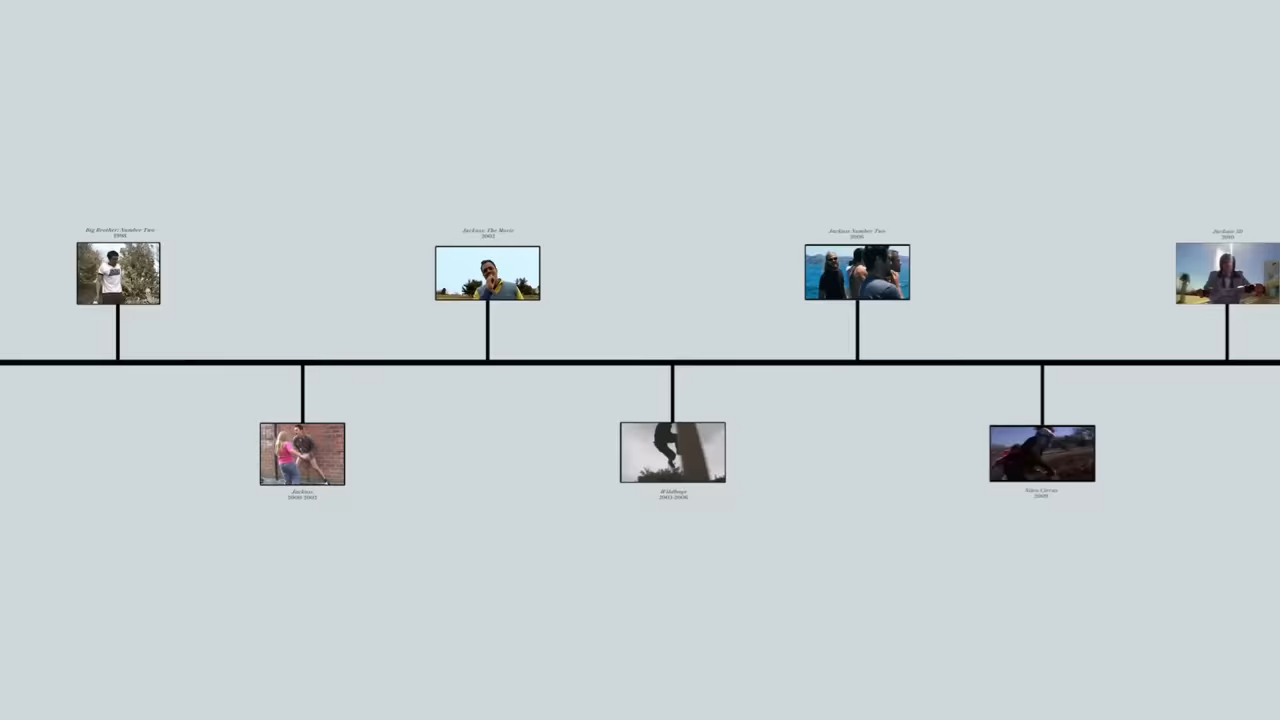 Big Brother: Number Two
1998
Jackass: The Movie
2002
Jackass Number Two
2006
Jackass 3D
2010
Jackass
2000-2002
Wildboyz
2003-2006
Nitro Circus
2009